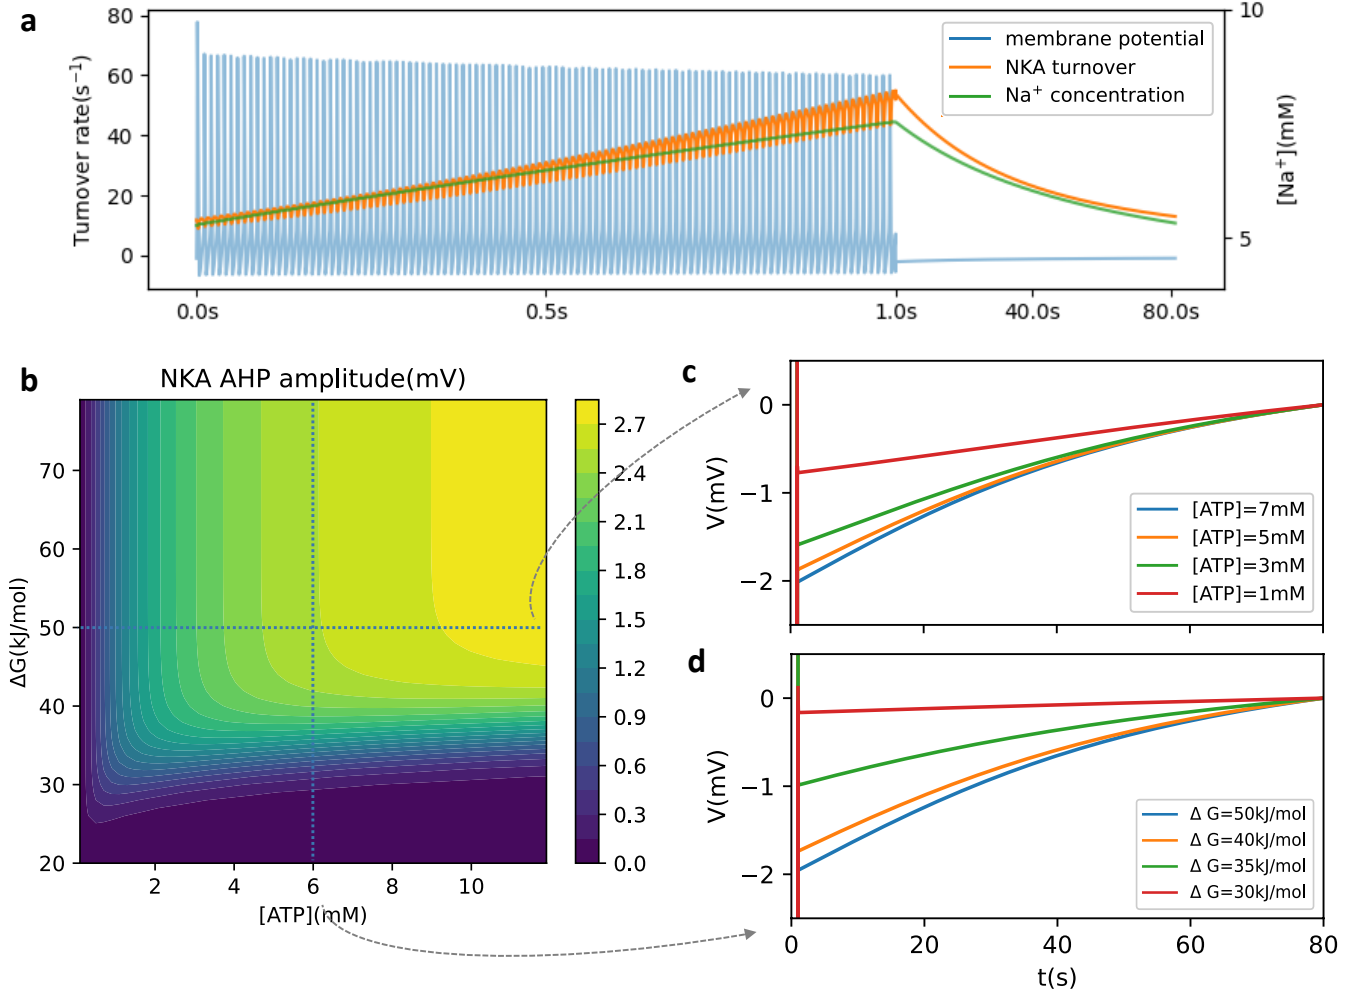 a
80
60
40
20
0
Turnover rate(s⁻¹)
membrane potential
NKA turnover
Na⁺ concentration
10
5
[Na⁺](mM)
0.0s 0.5s 1.0s 40.0s 80.0s
b
NKA AHP amplitude(mV)
70
60
50
40
30
20
ΔG(kJ/mol)
2 4 6 8 10
[ATP](mM)
2.7
2.4
2.1
1.8
1.5
1.2
0.9
0.6
0.3
0.0
c
0
−1
−2
V(mV)
[ATP]=7mM
[ATP]=5mM
[ATP]=3mM
[ATP]=1mM
d
0
−1
−2
V(mV)
Δ G=50kJ/mol
Δ G=40kJ/mol
Δ G=35kJ/mol
Δ G=30kJ/mol
0 20 40 60 80
t(s)